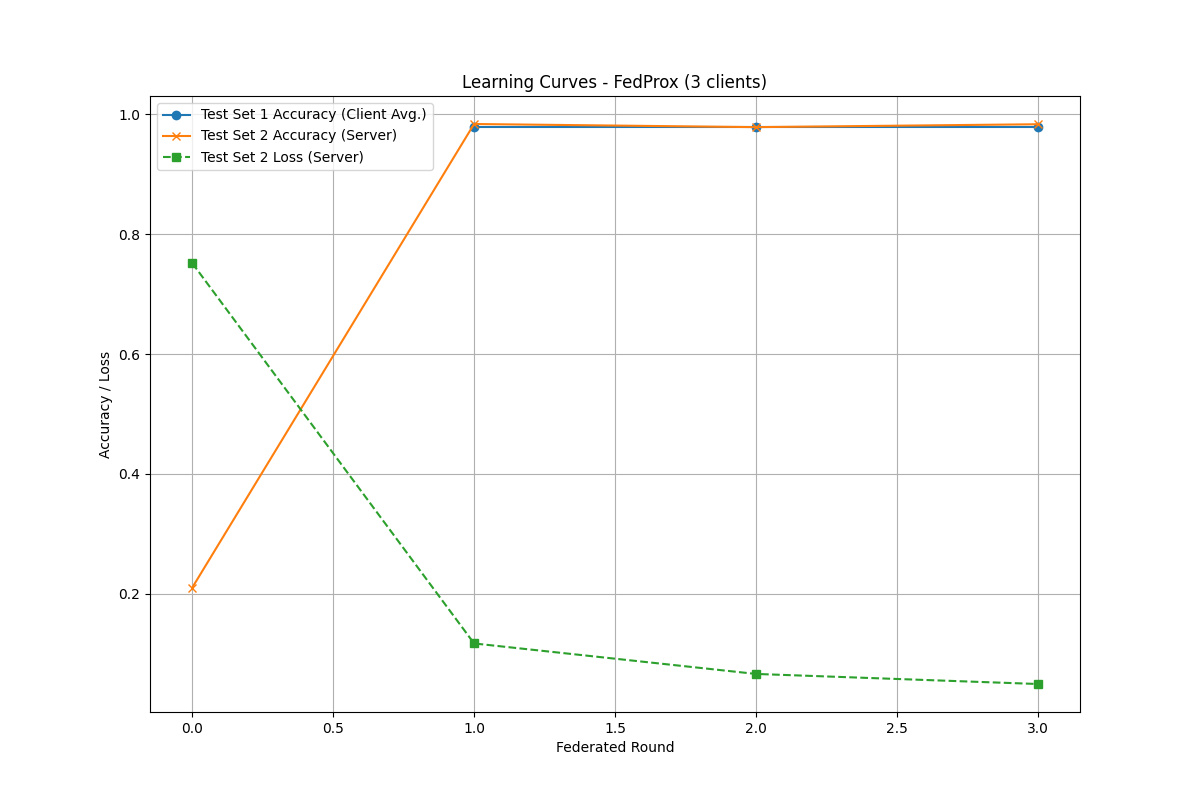 Learning Curves - FedProx (3 clients)
Test Set 1 Accuracy (Client Avg.)
Test Set 2 Accuracy (Server)
Test Set 2 Loss (Server)
Accuracy / Loss
1.0
0.8
0.6
0.4
0.2
0.0 0.5 1.0 1.5 2.0 2.5 3.0
Federated Round